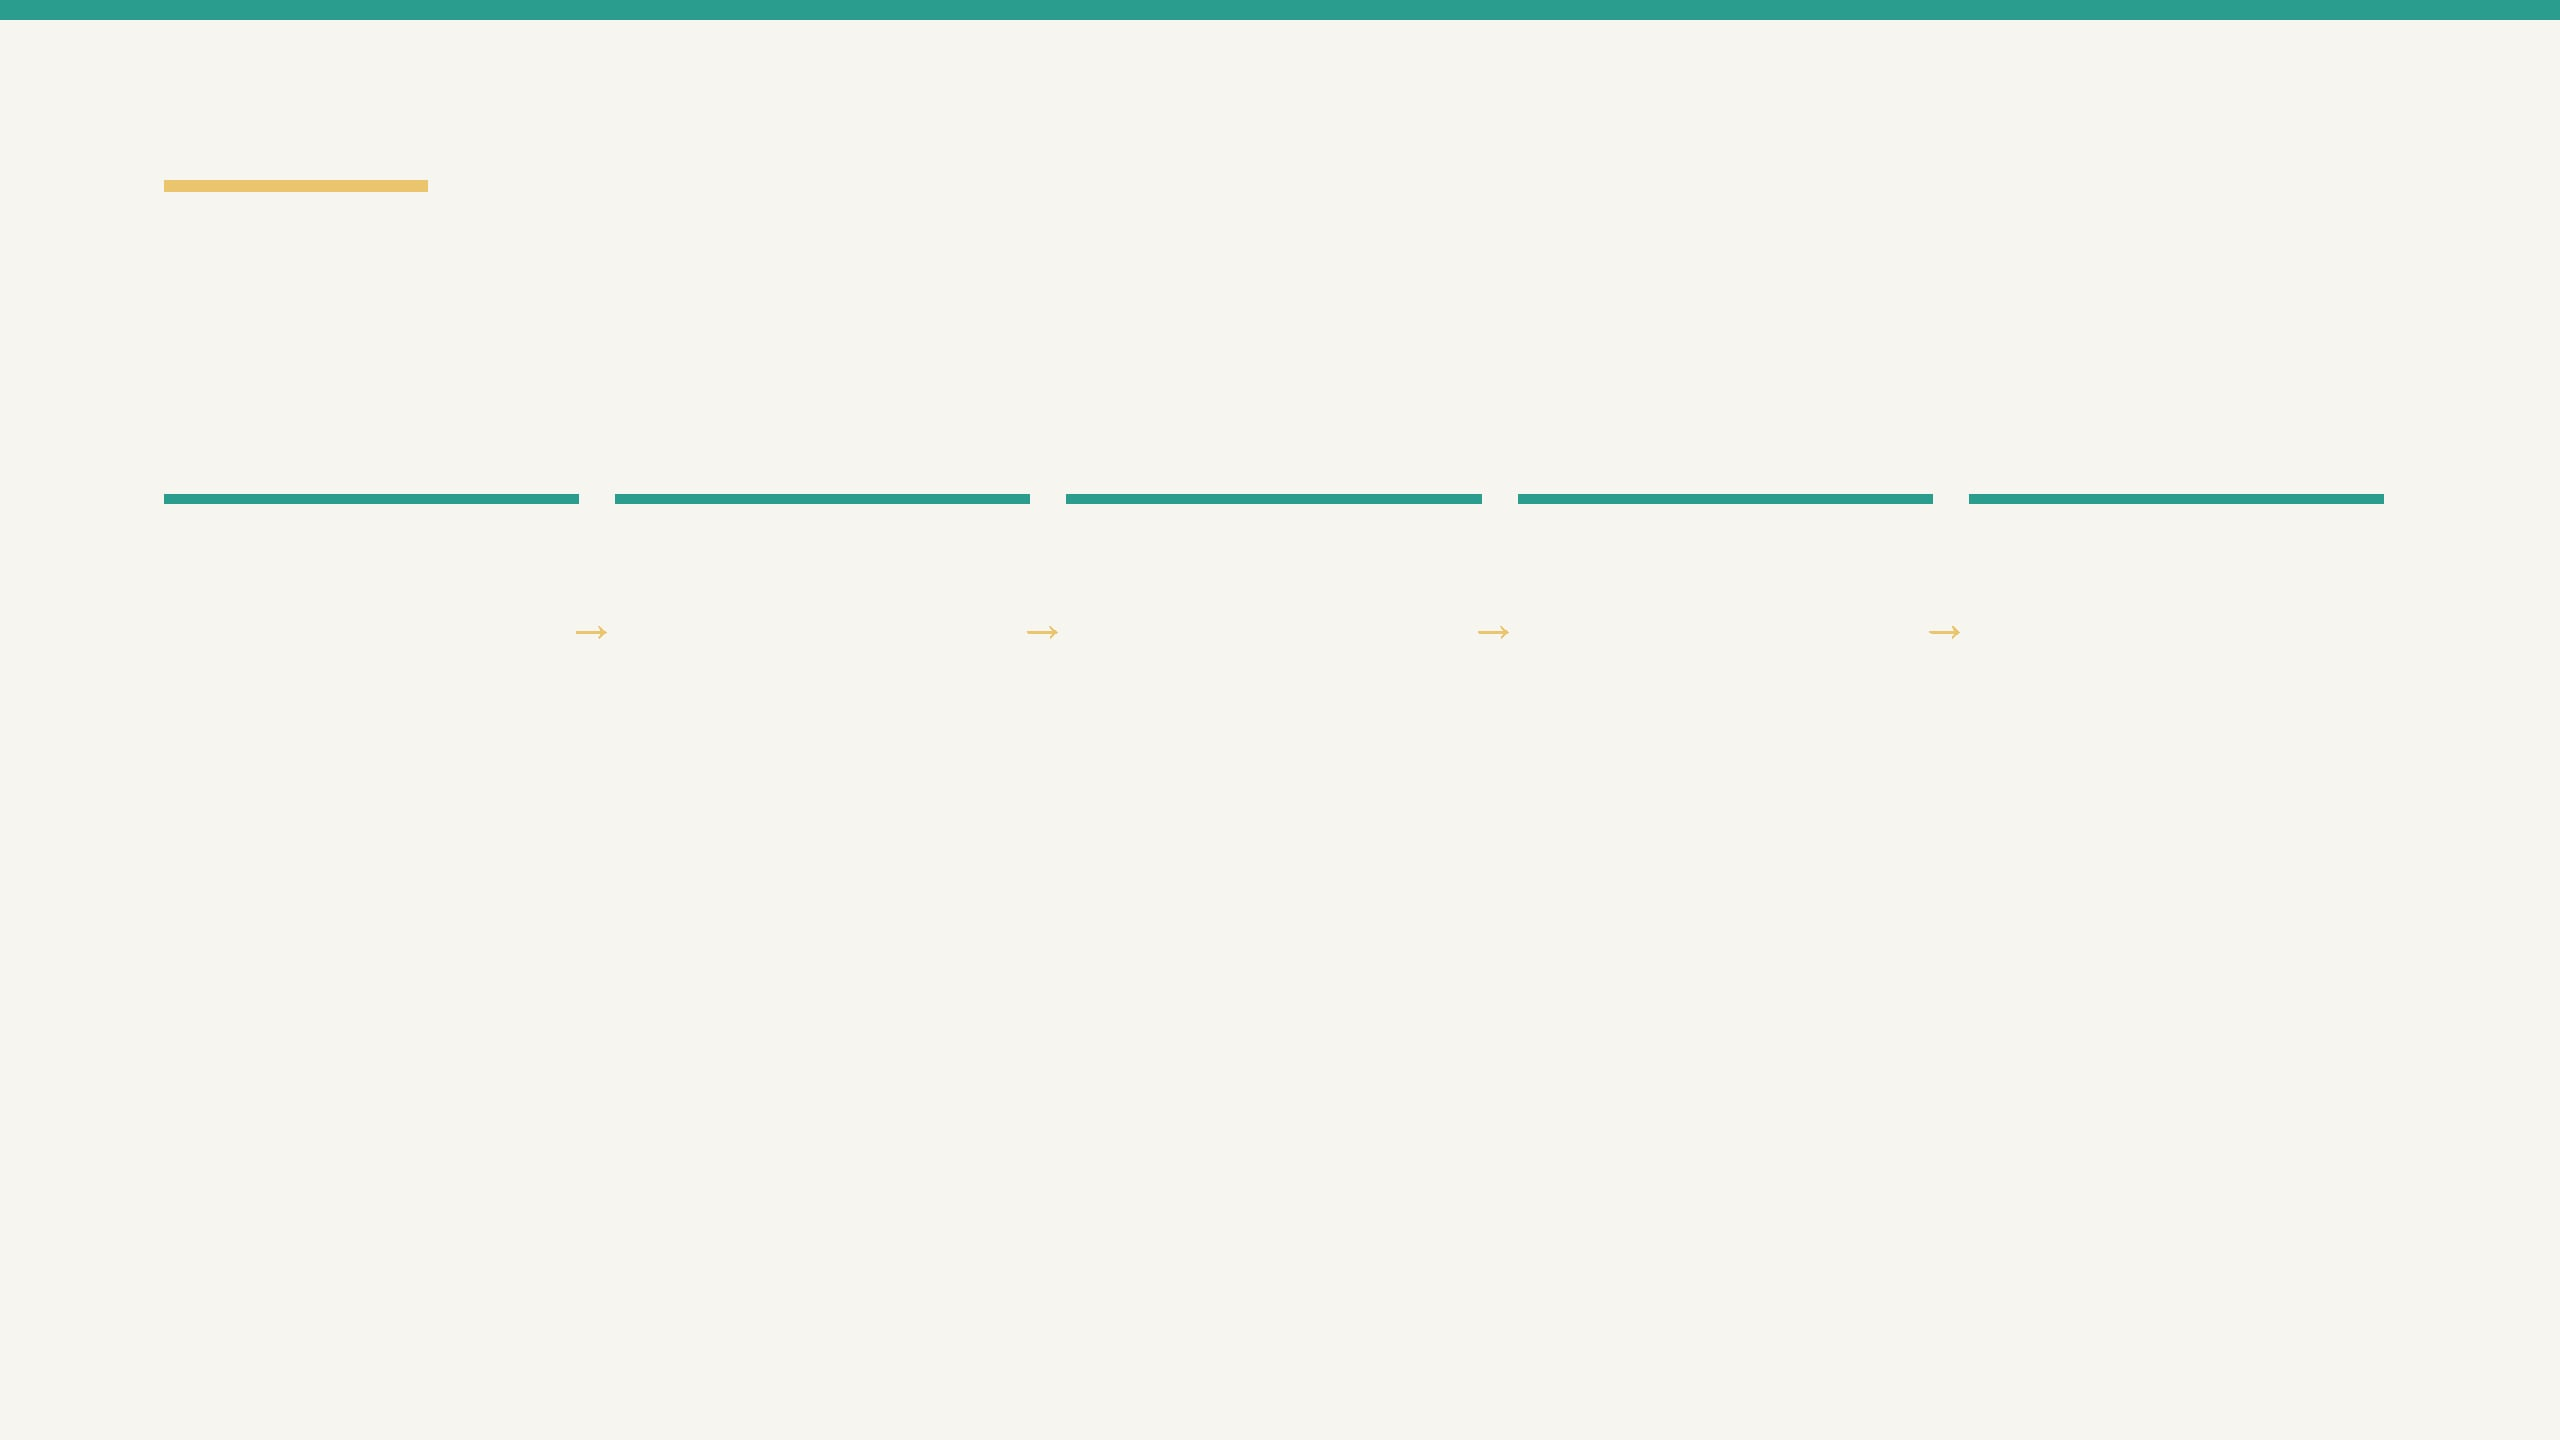 → → → →